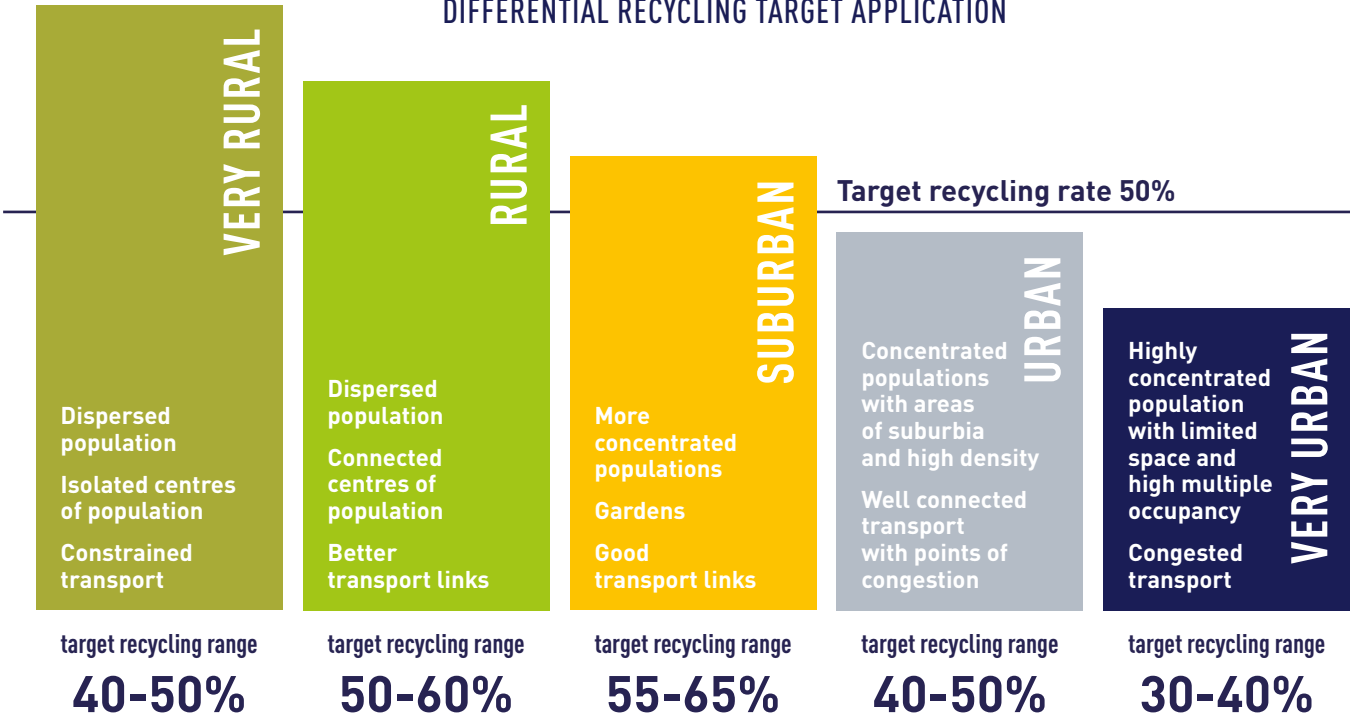 DIFFERENTIAL RECYCLING TARGET APPLICATION
VERY RURAL
Dispersed
population
Isolated centres
of population
Constrained
transport
target recycling range
40-50%
RURAL
Dispersed
population
Connected
centres of
population
Better
transport links
target recycling range
50-60%
SUBURBAN
More
concentrated
populations
Gardens
Good
transport links
target recycling range
55-65%
Target recycling rate 50%
URBAN
Concentrated
populations
with areas
of suburbia
and high density
Well connected
transport
with points of
congestion
target recycling range
40-50%
VERY URBAN
Highly
concentrated
population
with limited
space and
high multiple
occupancy
Congested
transport
target recycling range
30-40%